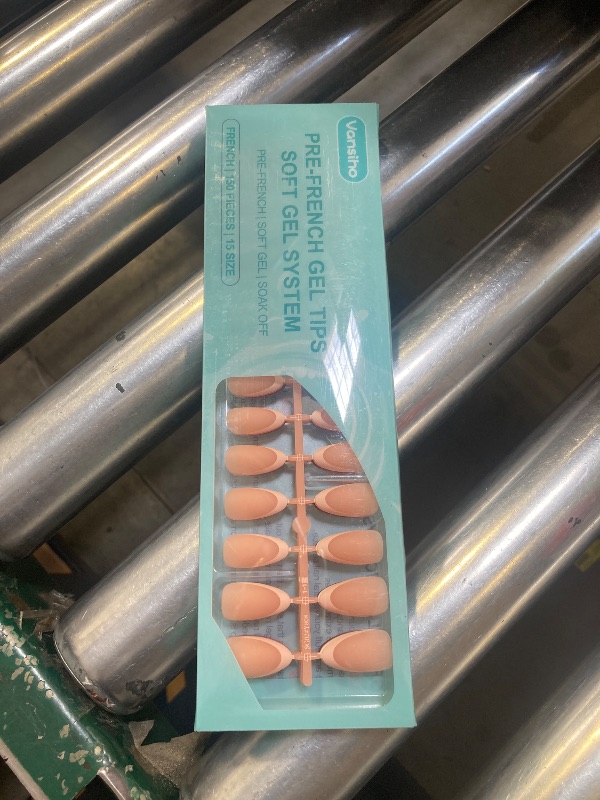 Vansiho
PRE-FRENCH GEL TIPS
SOFT GEL SYSTEM
PRE-FRENCH | SOFT GEL | SOAK OFF
FRENCH | 150 PIECES | 15 SIZE